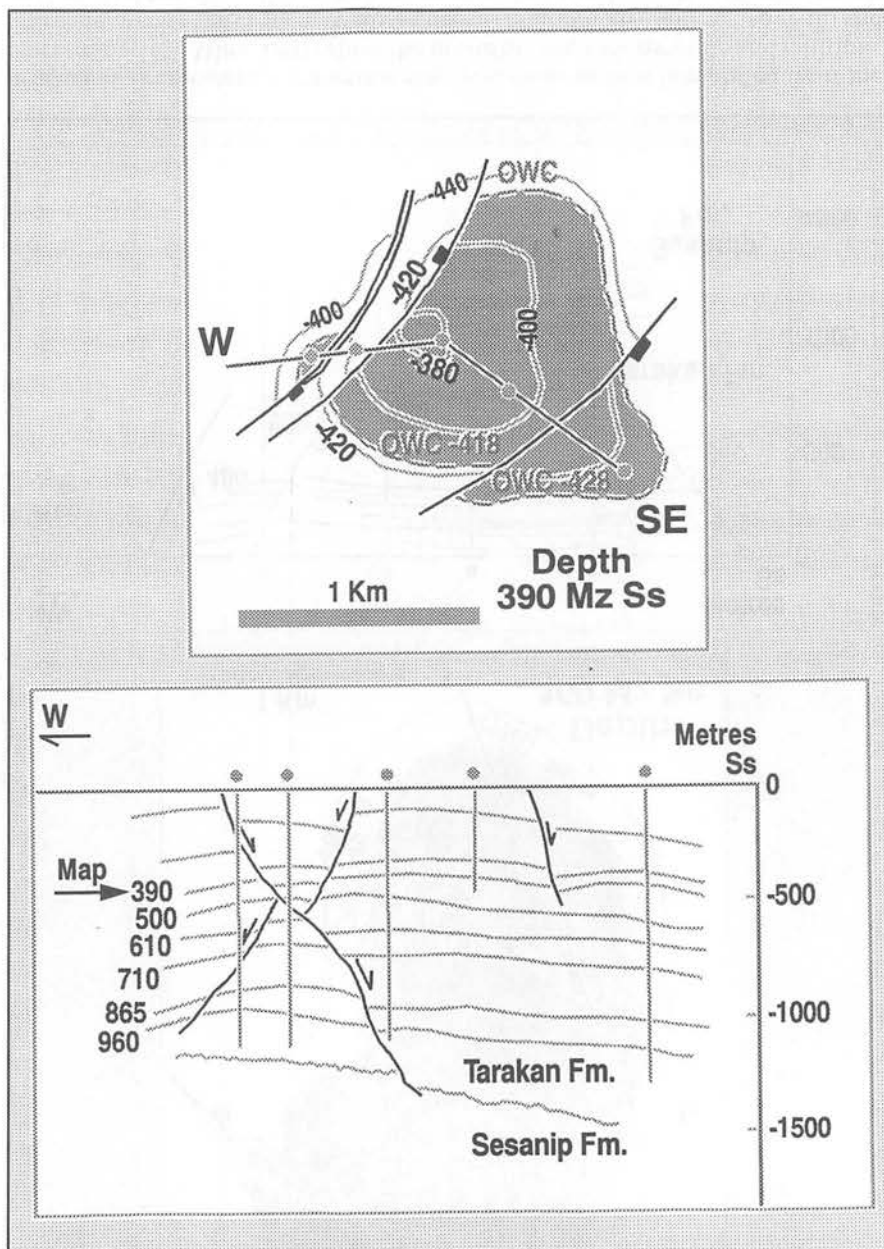 OWC
-440
-420
-400
W
-400
-380
-420
OWC-418
OWC-428
SE
Depth
390 Mz Ss
1 Km
W
Metres
Ss
0
Map
390
-500
500
610
710
865
-1000
960
Tarakan Fm.
-1500
Sesanip Fm.